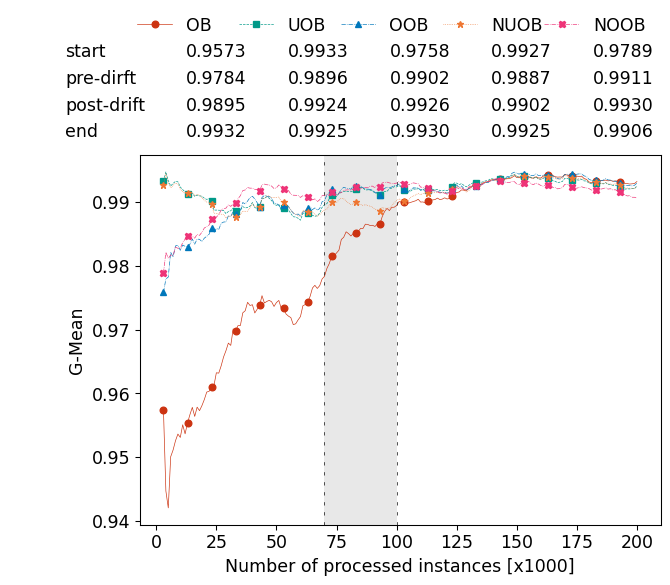 OB UOB OOB NUOB NOOB
start 0.9573 0.9933 0.9758 0.9927 0.9789
pre-dirft 0.9784 0.9896 0.9902 0.9887 0.9911
post-drift 0.9895 0.9924 0.9926 0.9902 0.9930
end 0.9932 0.9925 0.9930 0.9925 0.9906
0.99
0.98
0.97
0.96
0.95
0.94
G-Mean
0 25 50 75 100 125 150 175 200
Number of processed instances [x1000]